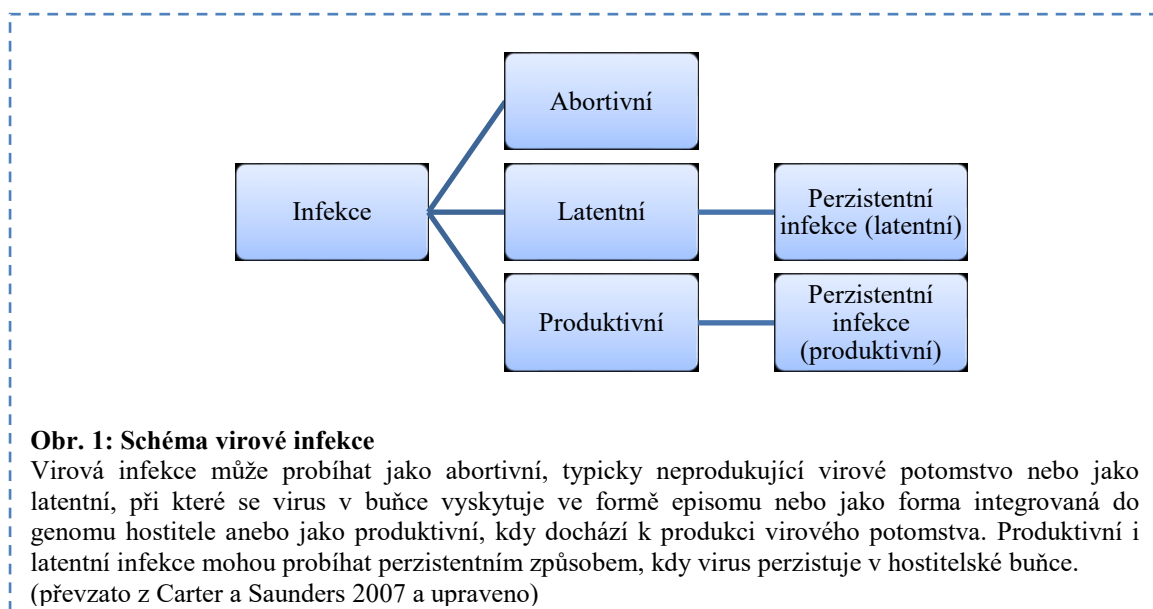 Abortivní
Infekce
Latentní
Perzistentní
infekce (latentní)
Produktivní
Perzistentní
infekce
(produktivní)
Obr. 1: Schéma virové infekce
Virová infekce může probíhat jako abortivní, typicky neprodukující virové potomstvo nebo jako
latentní, při které se virus v buňce vyskytuje ve formě episomu nebo jako forma integrovaná do
genomu hostitele anebo jako produktivní, kdy dochází k produkci virového potomstva. Produktivní i
latentní infekce mohou probíhat perzistentním způsobem, kdy virus perzistuje v hostitelské buňce.
(převzato z Carter a Saunders 2007 a upraveno)